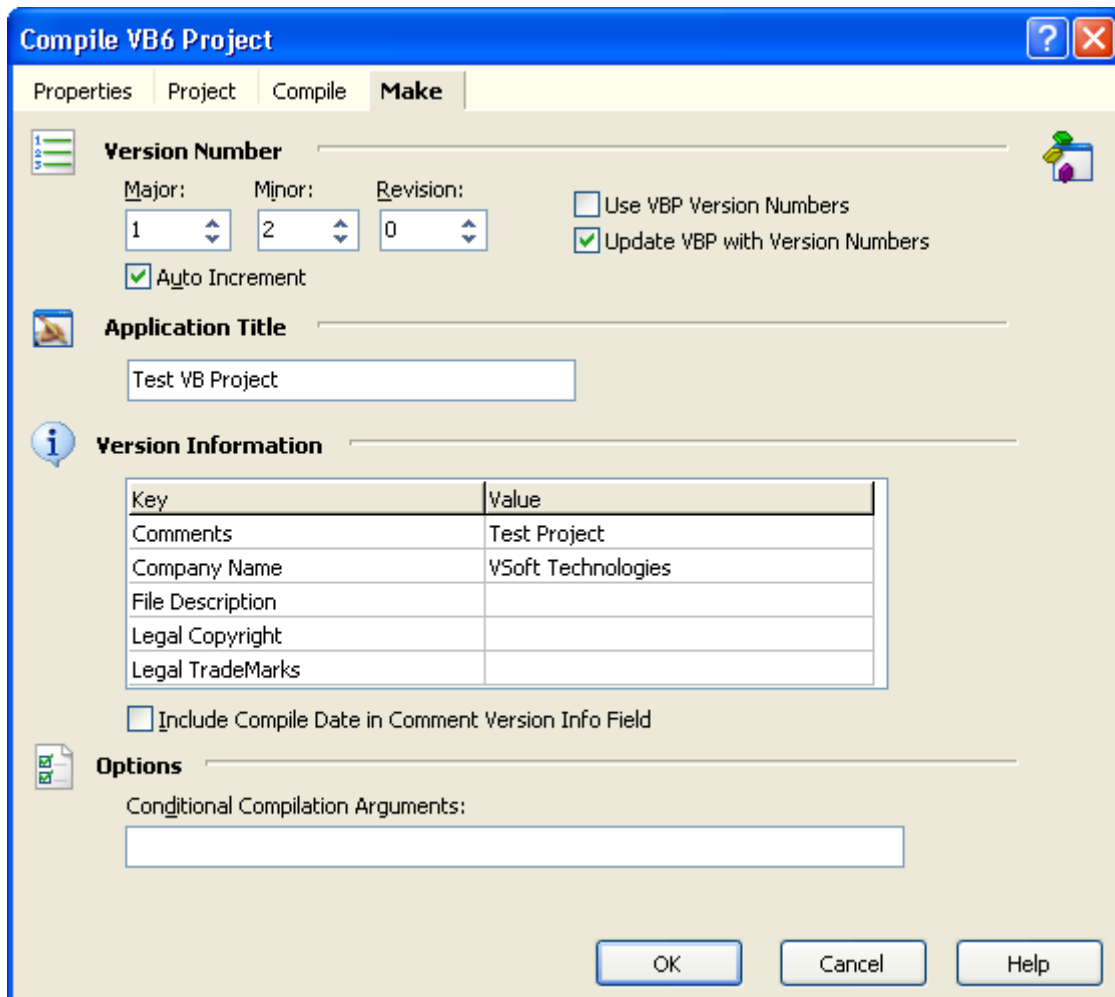 Compile VB6 Project
Properties Project Compile Make
Version Number
Major: Minor: Revision:
1 2 0
Use VBP Version Numbers
Update VBP with Version Numbers
Auto Increment
Application Title
Test VB Project
Version Information
Key Value
Comments Test Project
Company Name VSoft Technologies
File Description
Legal Copyright
Legal TradeMarks
Include Compile Date in Comment Version Info Field
Options
Conditional Compilation Arguments:
OK Cancel Help